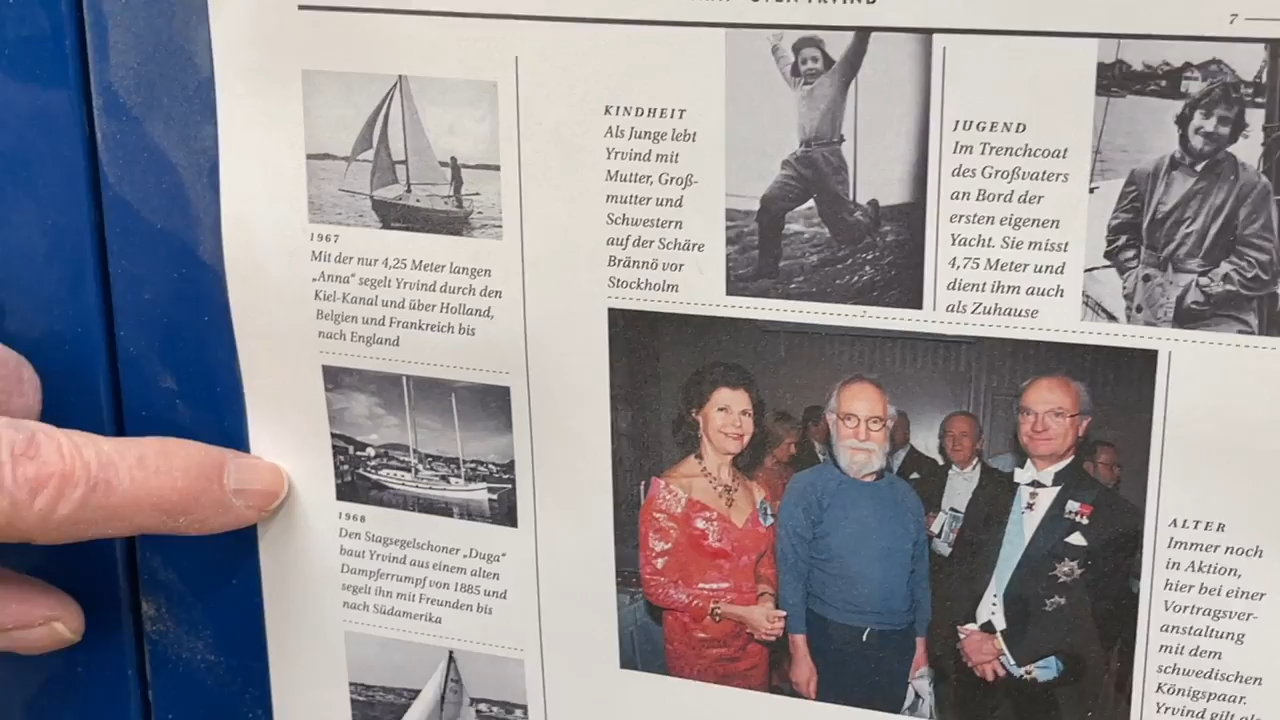 SVEN YRVIND
7
1967
Mit der nur 4,25 Meter langen
„Anna“ segelt Yrvind durch den
Kiel-Kanal und über Holland,
Belgien und Frankreich bis
nach England
1968
Den Stagsegelschoner „Duga“
baut Yrvind aus einem alten
Dampferrumpf von 1885 und
segelt ihn mit Freunden bis
nach Südamerika
KINDHEIT
Als Junge lebt
Yrvind mit
Mutter, Groß-
mutter und
Schwestern
auf der Schäre
Brännö vor
Stockholm
JUGEND
Im Trenchcoat
des Großvaters
an Bord der
ersten eigenen
Yacht. Sie misst
4,75 Meter und
dient ihm auch
als Zuhause
ALTER
Immer noch
in Aktion,
hier bei einer
Vortragsver-
anstaltung
mit dem
schwedischen
Königspaar.
Yrvind gilt als